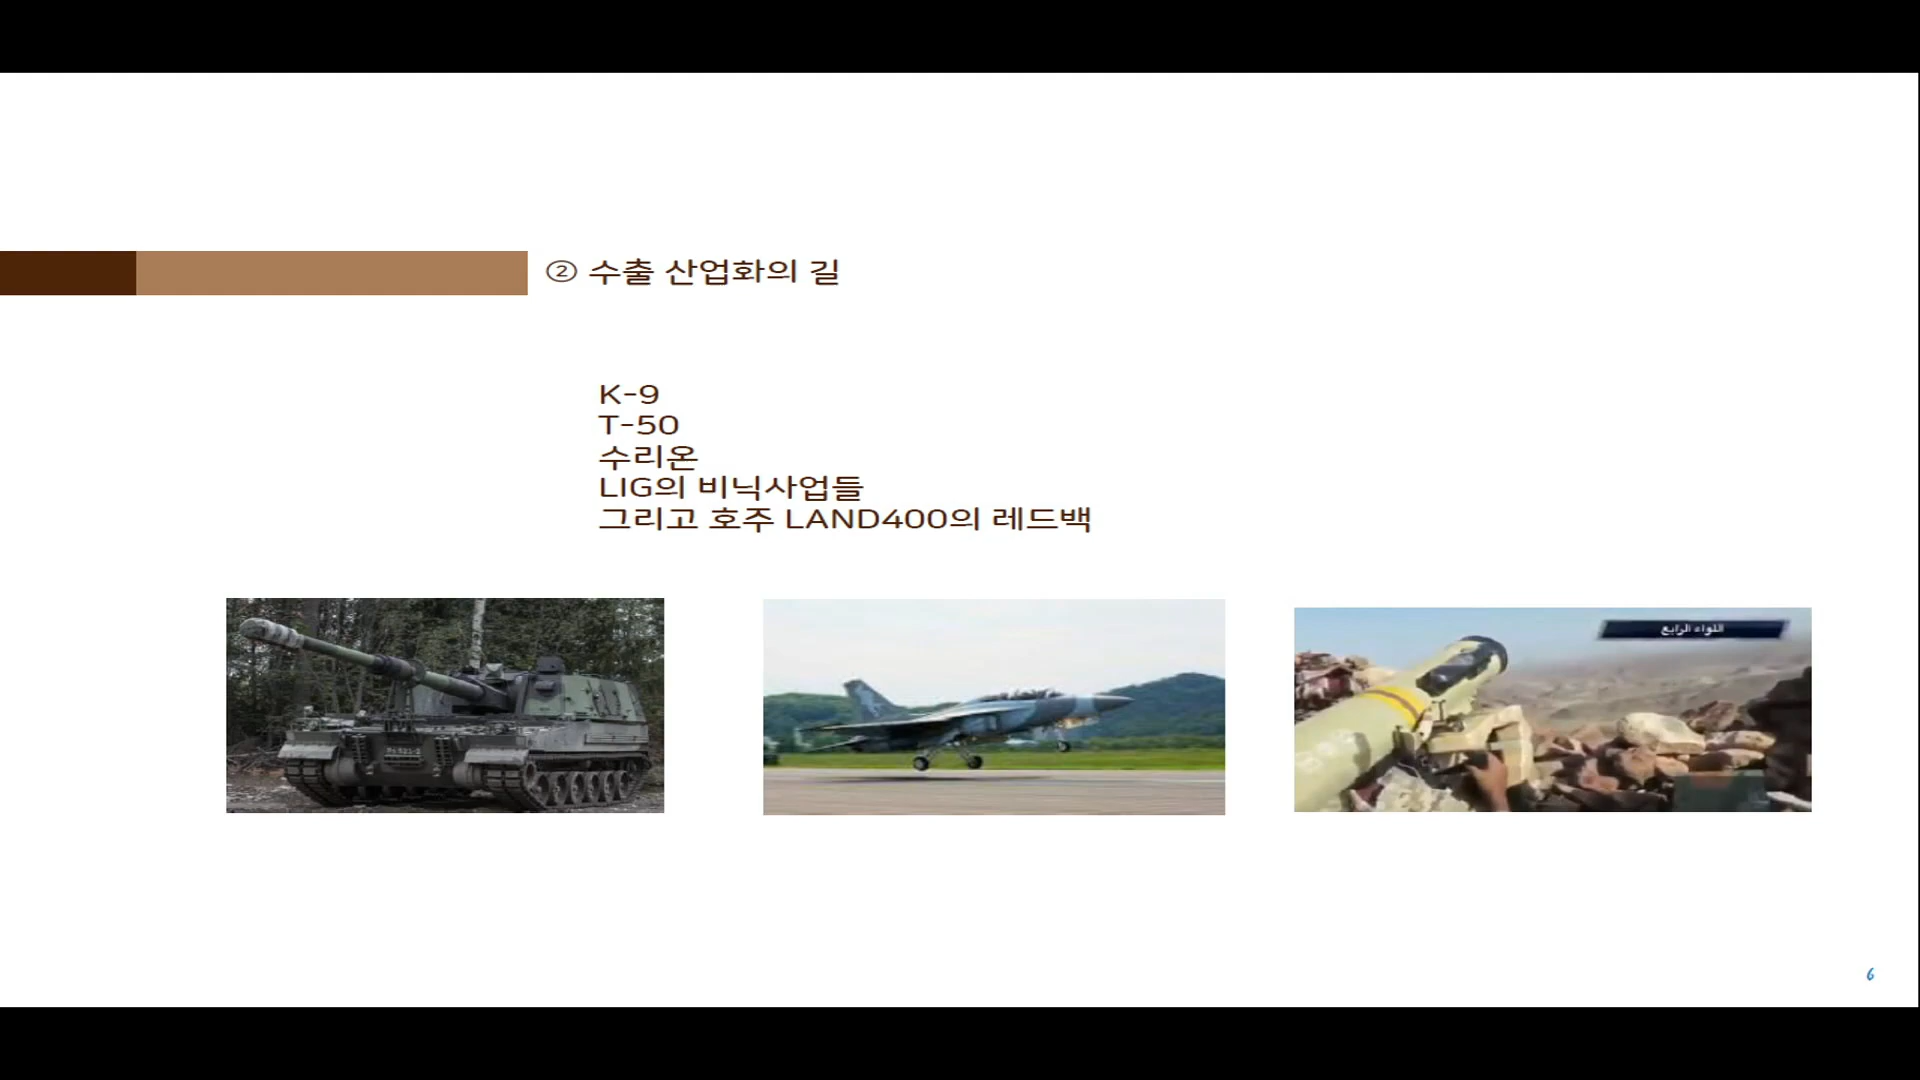 ② 수출 산업화의 길
K-9
T-50
수리온
LIG의 비닉사업들
그리고 호주 LAND400의 레드백
اللواء الرابع
6